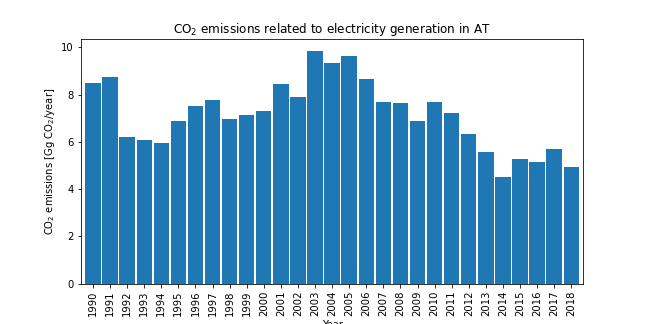 CO₂ emissions related to electricity generation in AT
CO₂ emissions [Gg CO₂/year]
10
8
6
4
2
0
1990 1991 1992 1993 1994 1995 1996 1997 1998 1999 2000 2001 2002 2003 2004 2005 2006 2007 2008 2009 2010 2011 2012 2013 2014 2015 2016 2017 2018
Year